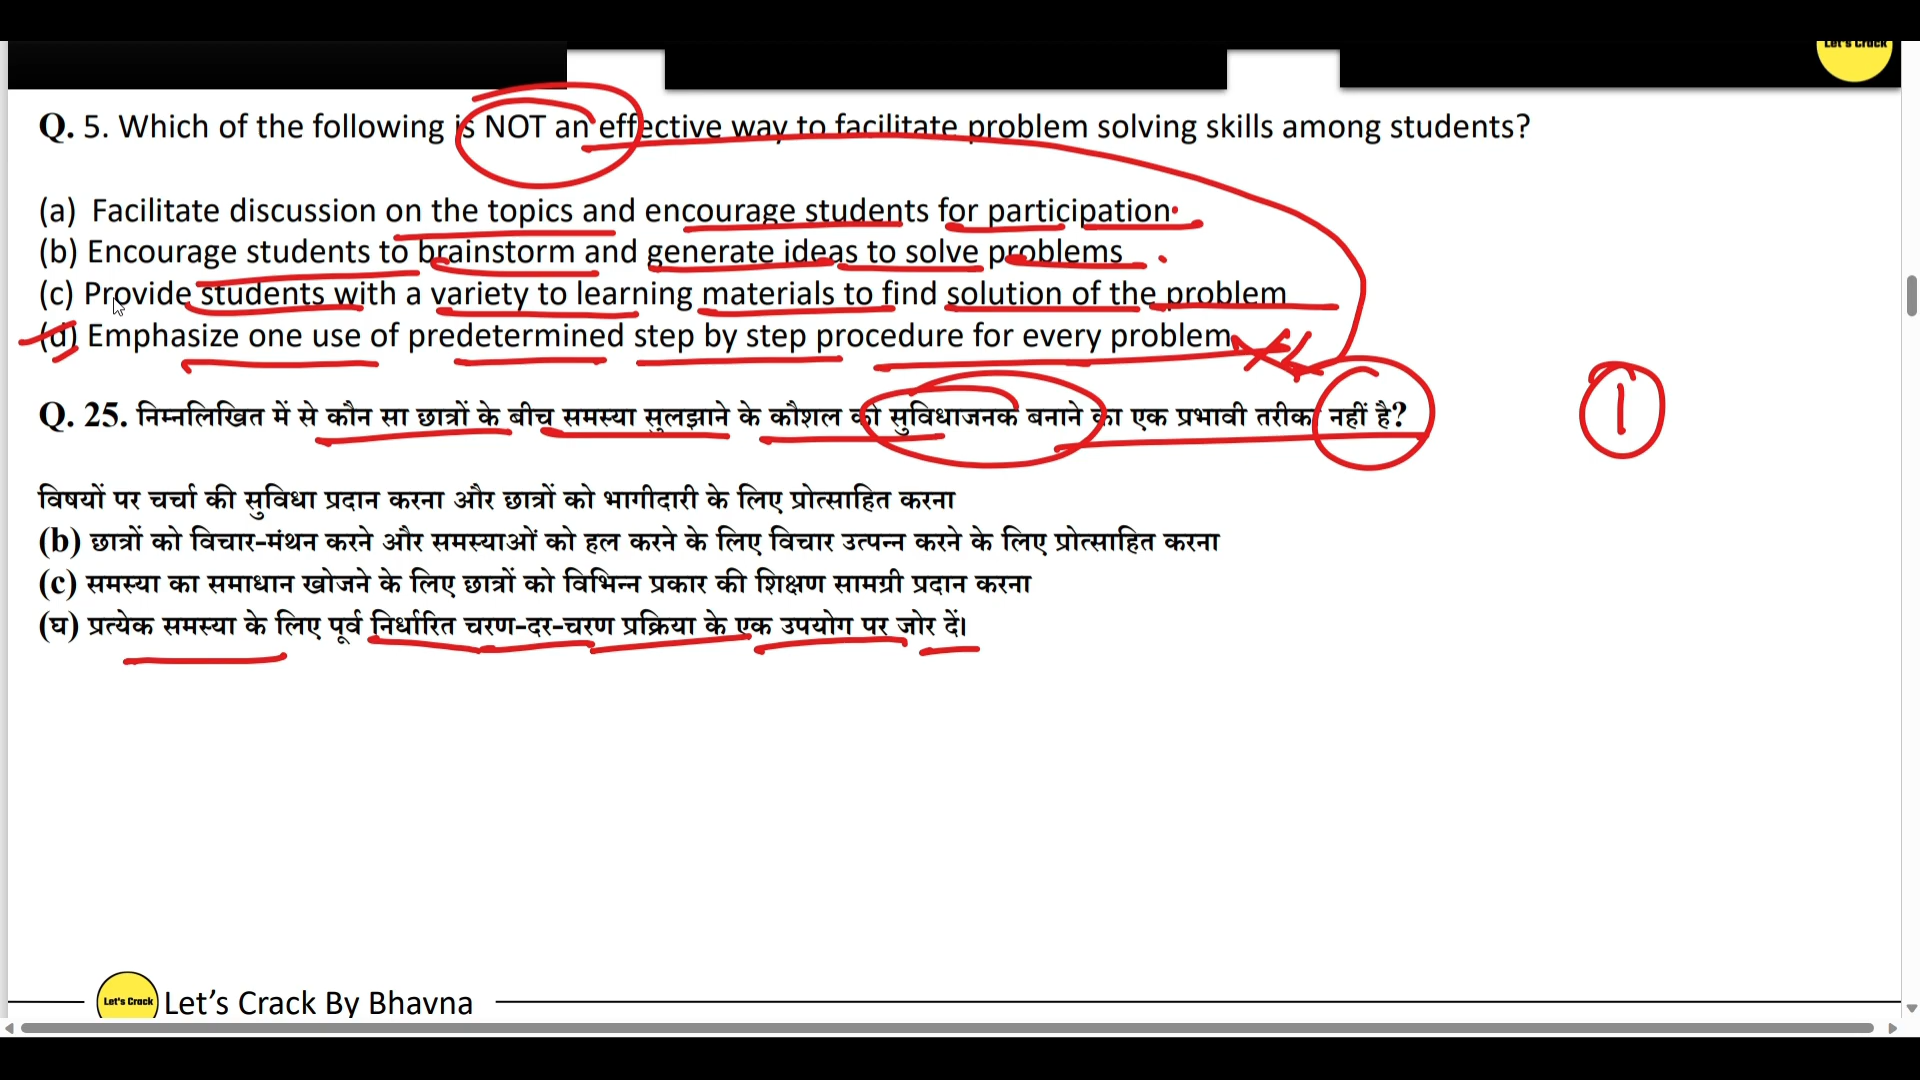 Let's Crack
Q. 5. Which of the following is NOT an effective way to facilitate problem solving skills among students?
(a) Facilitate discussion on the topics and encourage students for participation
(b) Encourage students to brainstorm and generate ideas to solve problems
(c) Provide students with a variety to learning materials to find solution of the problem
(d) Emphasize one use of predetermined step by step procedure for every problem
1
Q. 25. निम्नलिखित में से कौन सा छात्रों के बीच समस्या सुलझाने के कौशल को सुविधाजनक बनाने का एक प्रभावी तरीका नहीं है?
विषयों पर चर्चा की सुविधा प्रदान करना और छात्रों को भागीदारी के लिए प्रोत्साहित करना
(b) छात्रों को विचार-मंथन करने और समस्याओं को हल करने के लिए विचार उत्पन्न करने के लिए प्रोत्साहित करना
(c) समस्या का समाधान खोजने के लिए छात्रों को विभिन्न प्रकार की शिक्षण सामग्री प्रदान करना
(घ) प्रत्येक समस्या के लिए पूर्व निर्धारित चरण-दर-चरण प्रक्रिया के एक उपयोग पर जोर दें।
Let's Crack Let's Crack By Bhavna